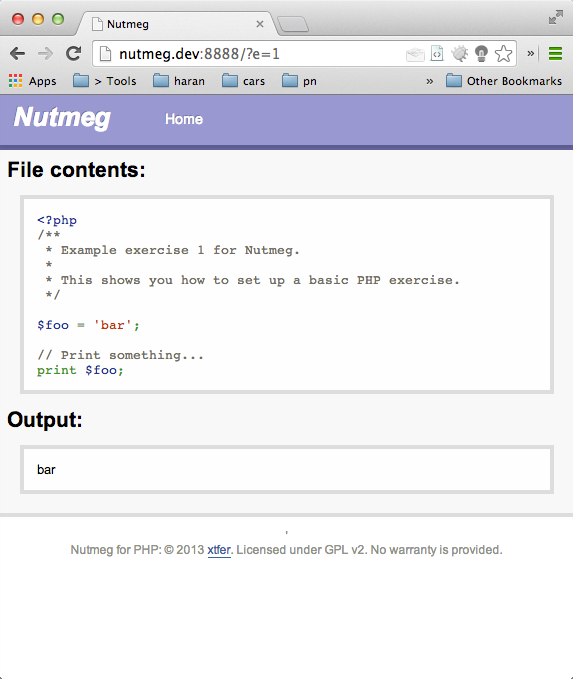 Nutmeg
nutmeg.dev:8888/?e=1
Apps > Tools haran cars pn » Other Bookmarks
Nutmeg Home
File contents:
<?php
/**
 * Example exercise 1 for Nutmeg.
 *
 * This shows you how to set up a basic PHP exercise.
 */
$foo = 'bar';
// Print something...
print $foo;
Output:
bar
,
Nutmeg for PHP: © 2013 xtfer. Licensed under GPL v2. No warranty is provided.